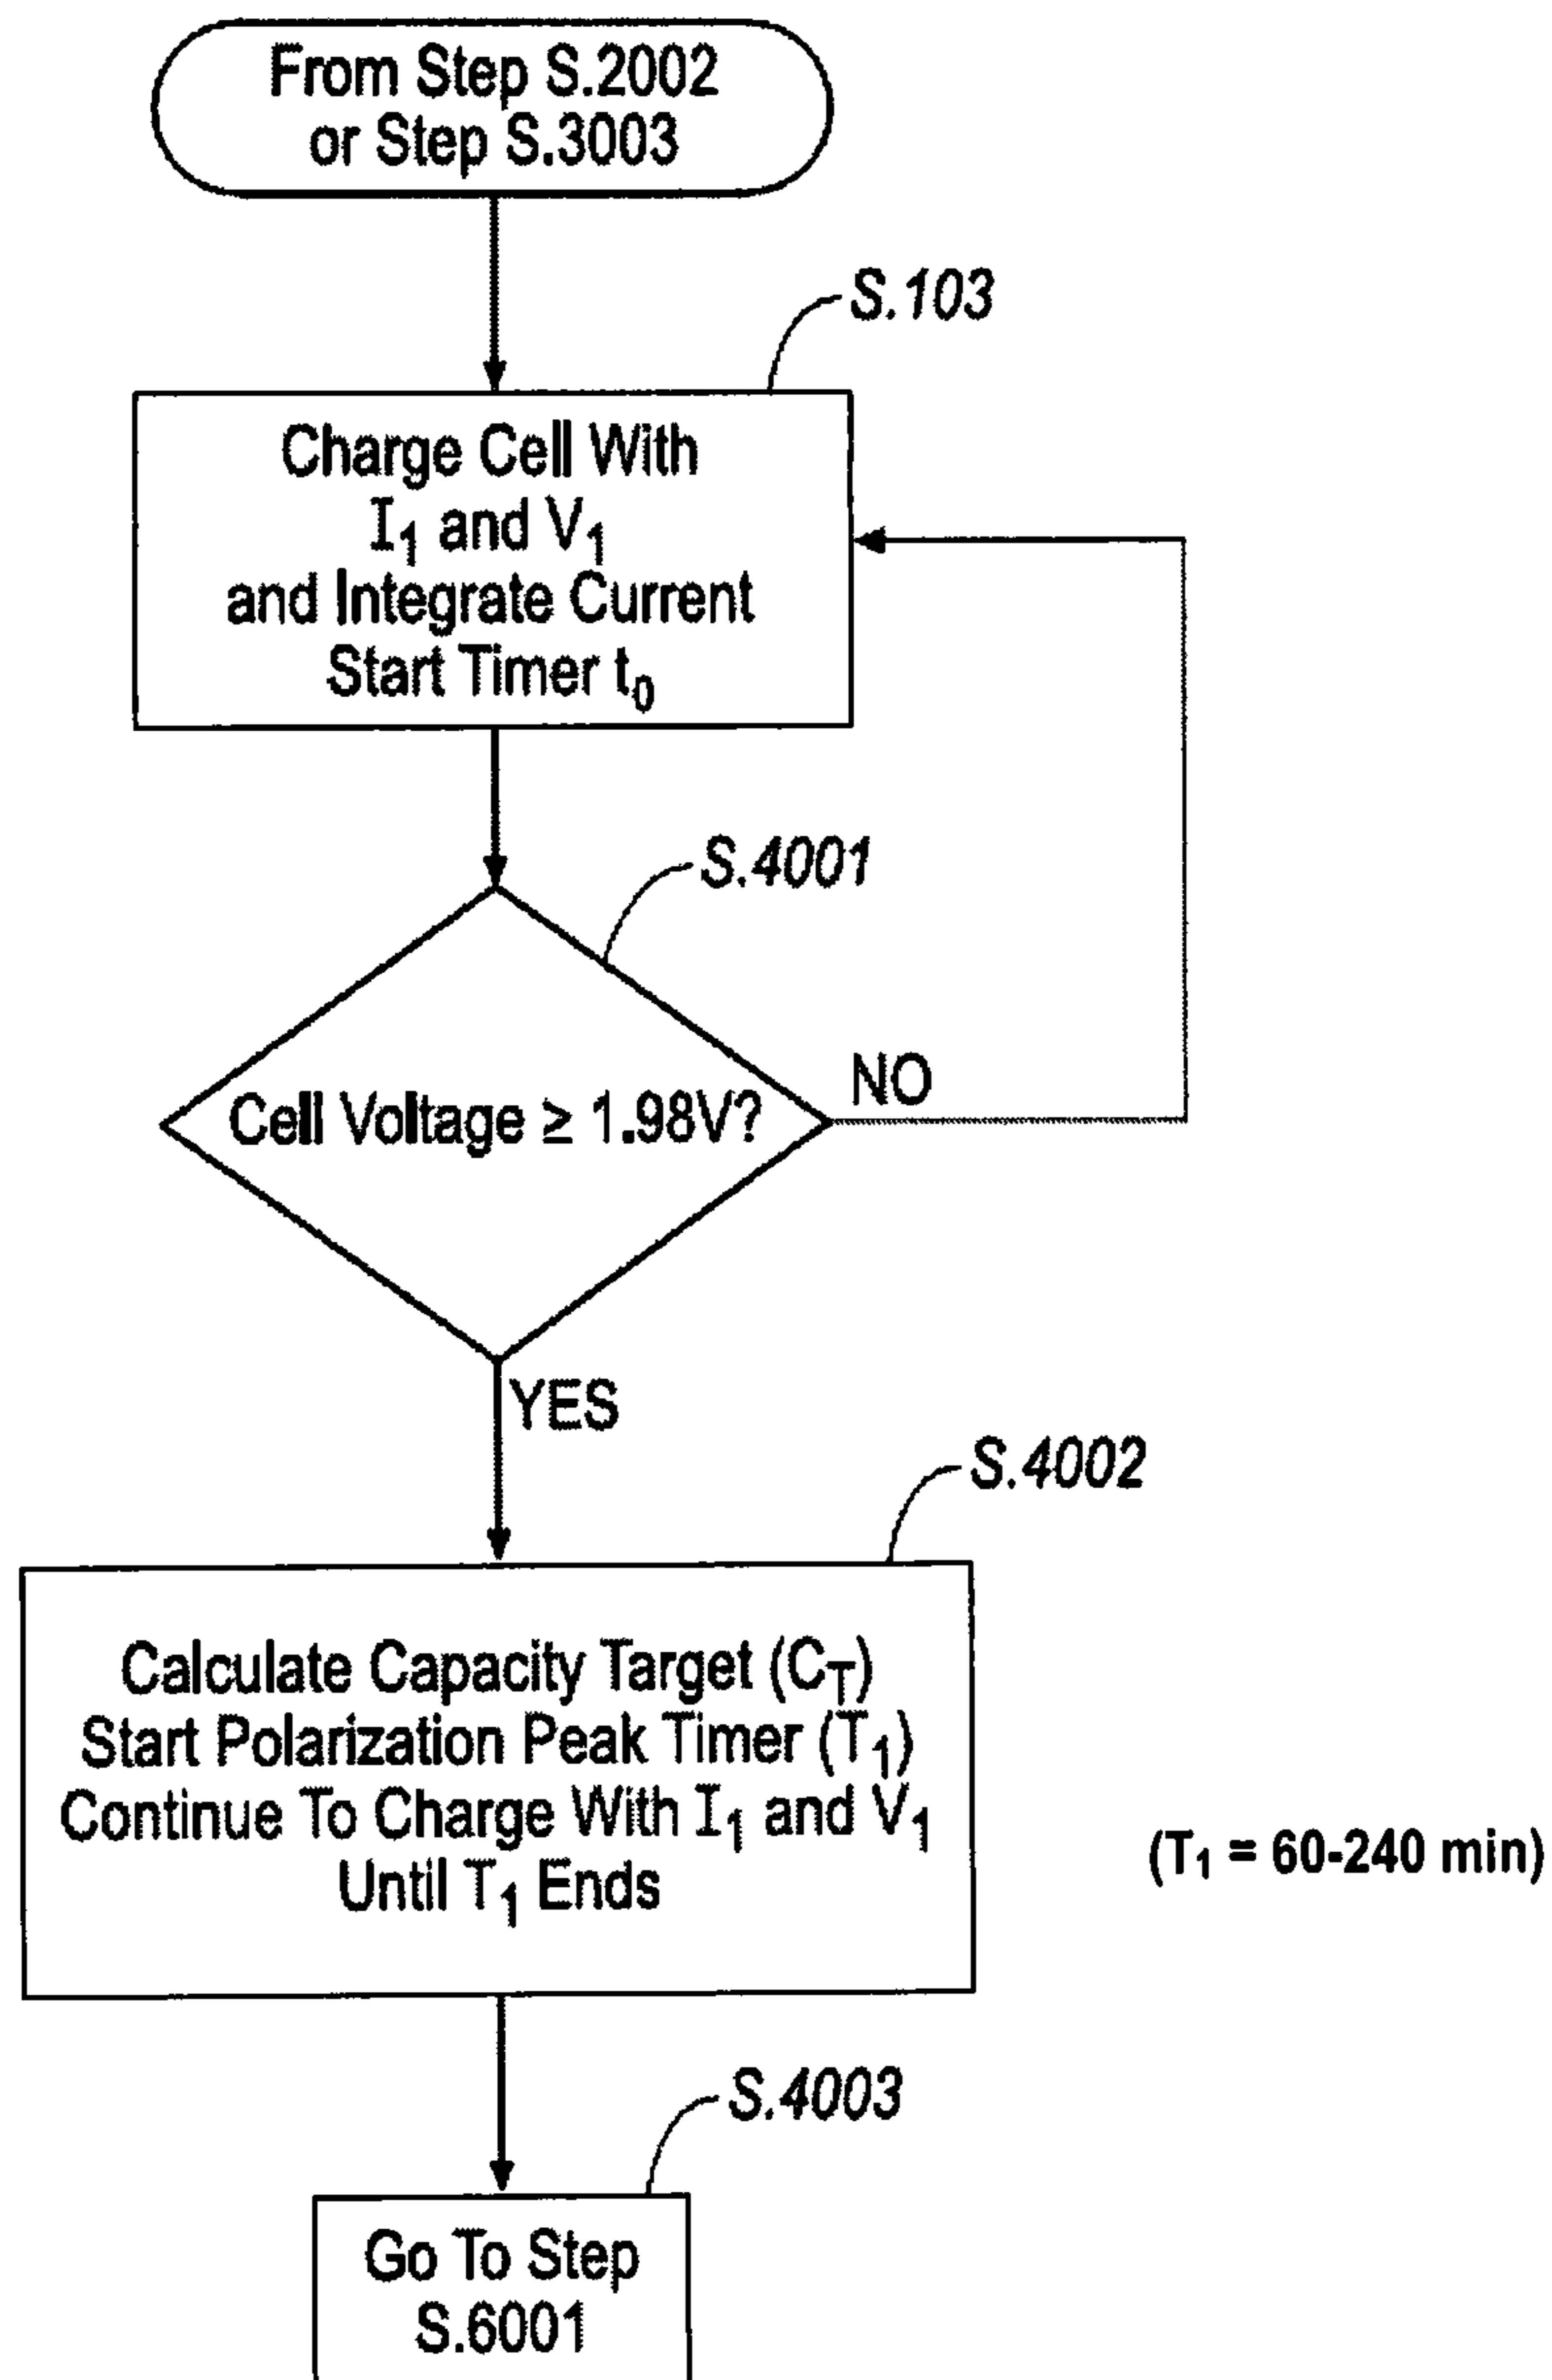 From Step S.2002
or Step S.3003
S.103
Charge Cell With
I₁ and V₁
and Integrate Current
Start Timer t₀
S.4001
Cell Voltage ≥ 1.98V?
NO
YES
S.4002
Calculate Capacity Target (C_T)
Start Polarization Peak Timer (T₁)
Continue To Charge With I₁ and V₁
Until T₁ Ends
(T₁ = 60-240 min)
S.4003
Go To Step
S.6001